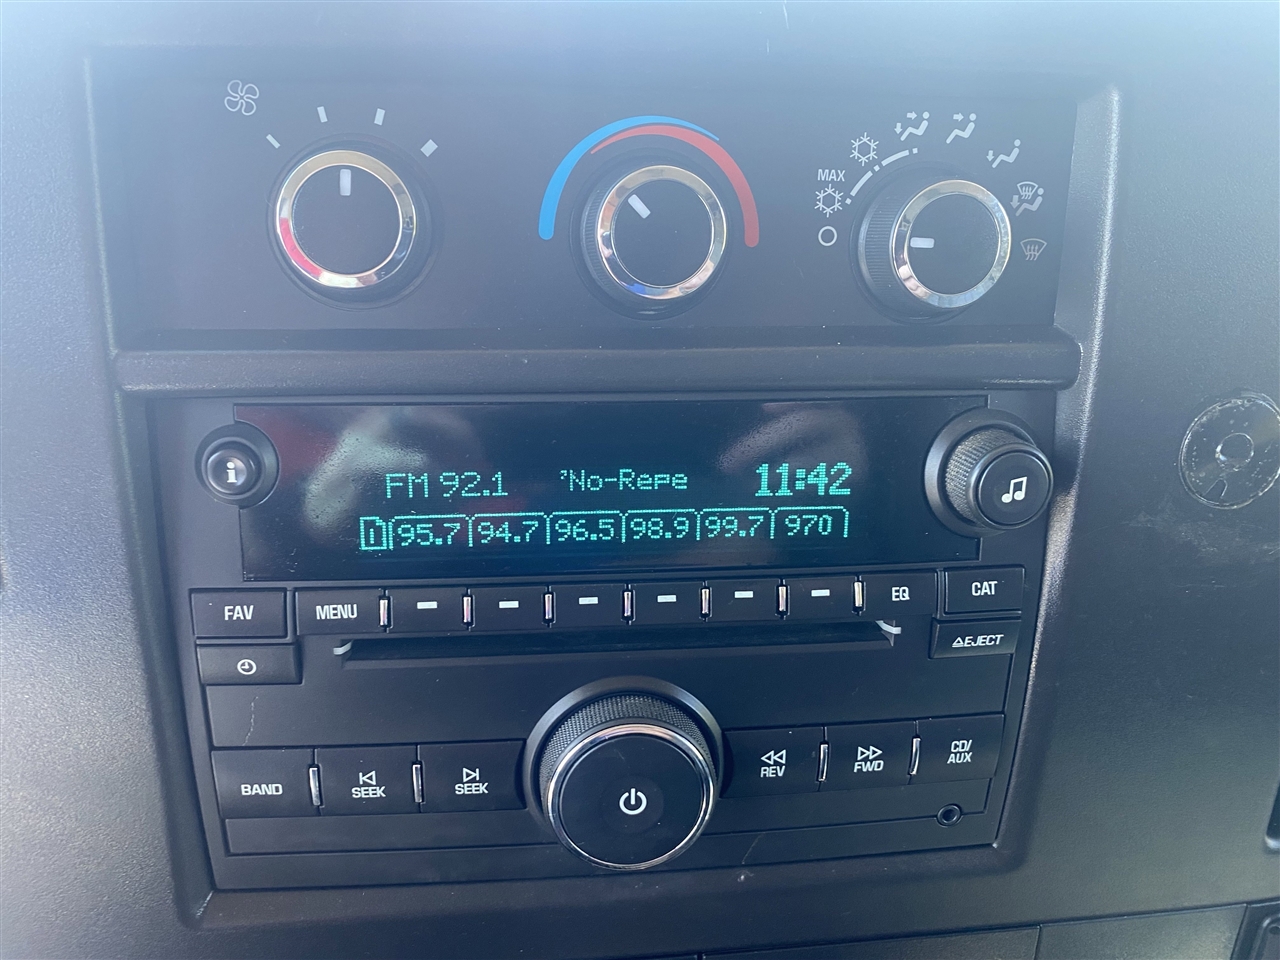 MAX
i
FM 92.1 'No-Repe 11:42
1 95.7 94.7 96.5 98.9 99.7 970
FAV MENU EQ CAT
EJECT
BAND SEEK SEEK REV FWD CD/
AUX